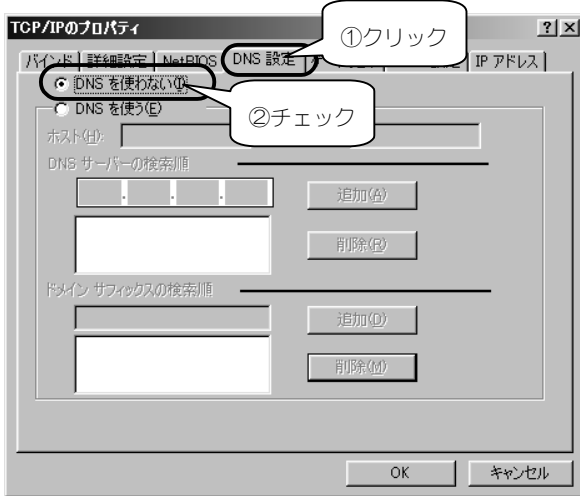 TCP/IPのプロパティ
①クリック
バインド 詳細設定 NetBIOS DNS 設定 IP アドレス
DNS を使わない(I)
②チェック
DNS を使う(E)
ホスト(H):
DNS サーバーの検索順
追加(A)
削除(R)
ドメイン サフィックスの検索順
追加(D)
削除(M)
OK キャンセル